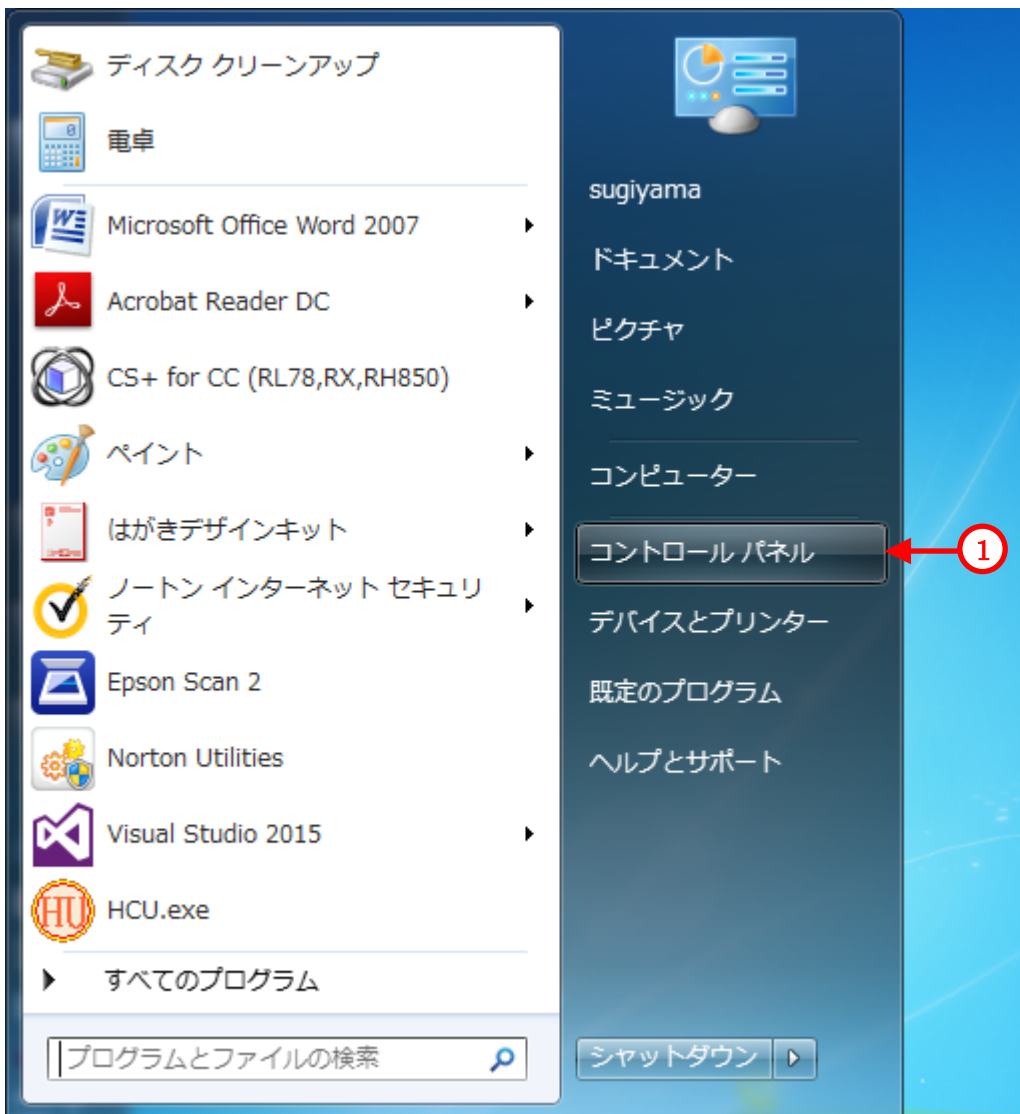 ディスク クリーンアップ
電卓
Microsoft Office Word 2007
Acrobat Reader DC
CS+ for CC (RL78,RX,RH850)
ペイント
はがきデザインキット
ノートン インターネット セキュリ
ティ
Epson Scan 2
Norton Utilities
Visual Studio 2015
HCU.exe
すべてのプログラム
プログラムとファイルの検索
sugiyama
ドキュメント
ピクチャ
ミュージック
コンピューター
コントロール パネル
1
デバイスとプリンター
既定のプログラム
ヘルプとサポート
シャットダウン